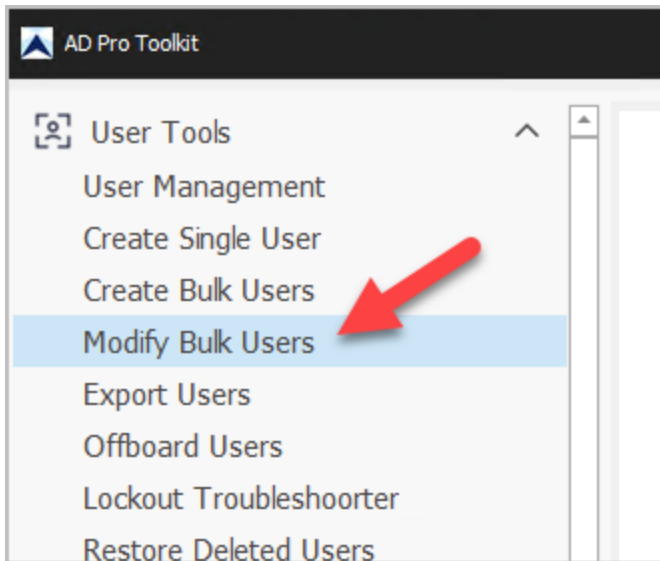 AD Pro Toolkit
User Tools
User Management
Create Single User
Create Bulk Users
Modify Bulk Users
Export Users
Offboard Users
Lockout Troubleshoorter
Restore Deleted Users